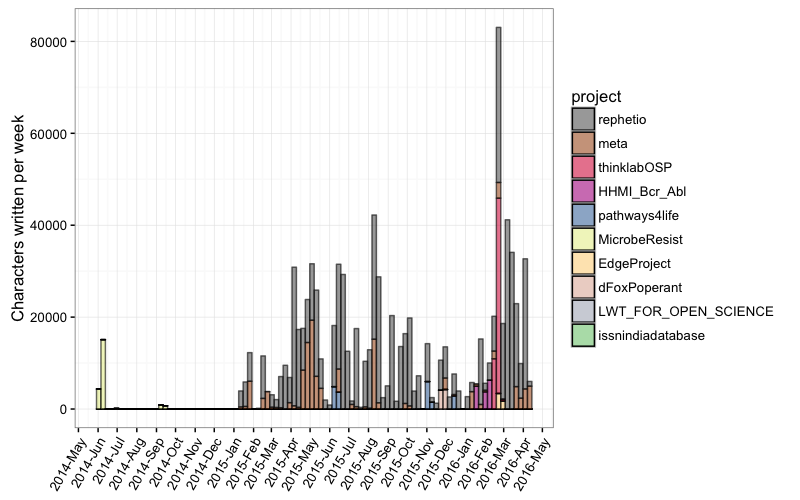 Characters written per week
80000
60000
40000
20000
0
2014-May
2014-Jun
2014-Jul
2014-Aug
2014-Sep
2014-Oct
2014-Nov
2014-Dec
2015-Jan
2015-Feb
2015-Mar
2015-Apr
2015-May
2015-Jun
2015-Jul
2015-Aug
2015-Sep
2015-Oct
2015-Nov
2015-Dec
2016-Jan
2016-Feb
2016-Mar
2016-Apr
2016-May
project
rephetio
meta
thinklabOSP
HHMI_Bcr_Abl
pathways4life
MicrobeResist
EdgeProject
dFoxPoperant
LWT_FOR_OPEN_SCIENCE
issnindiadatabase